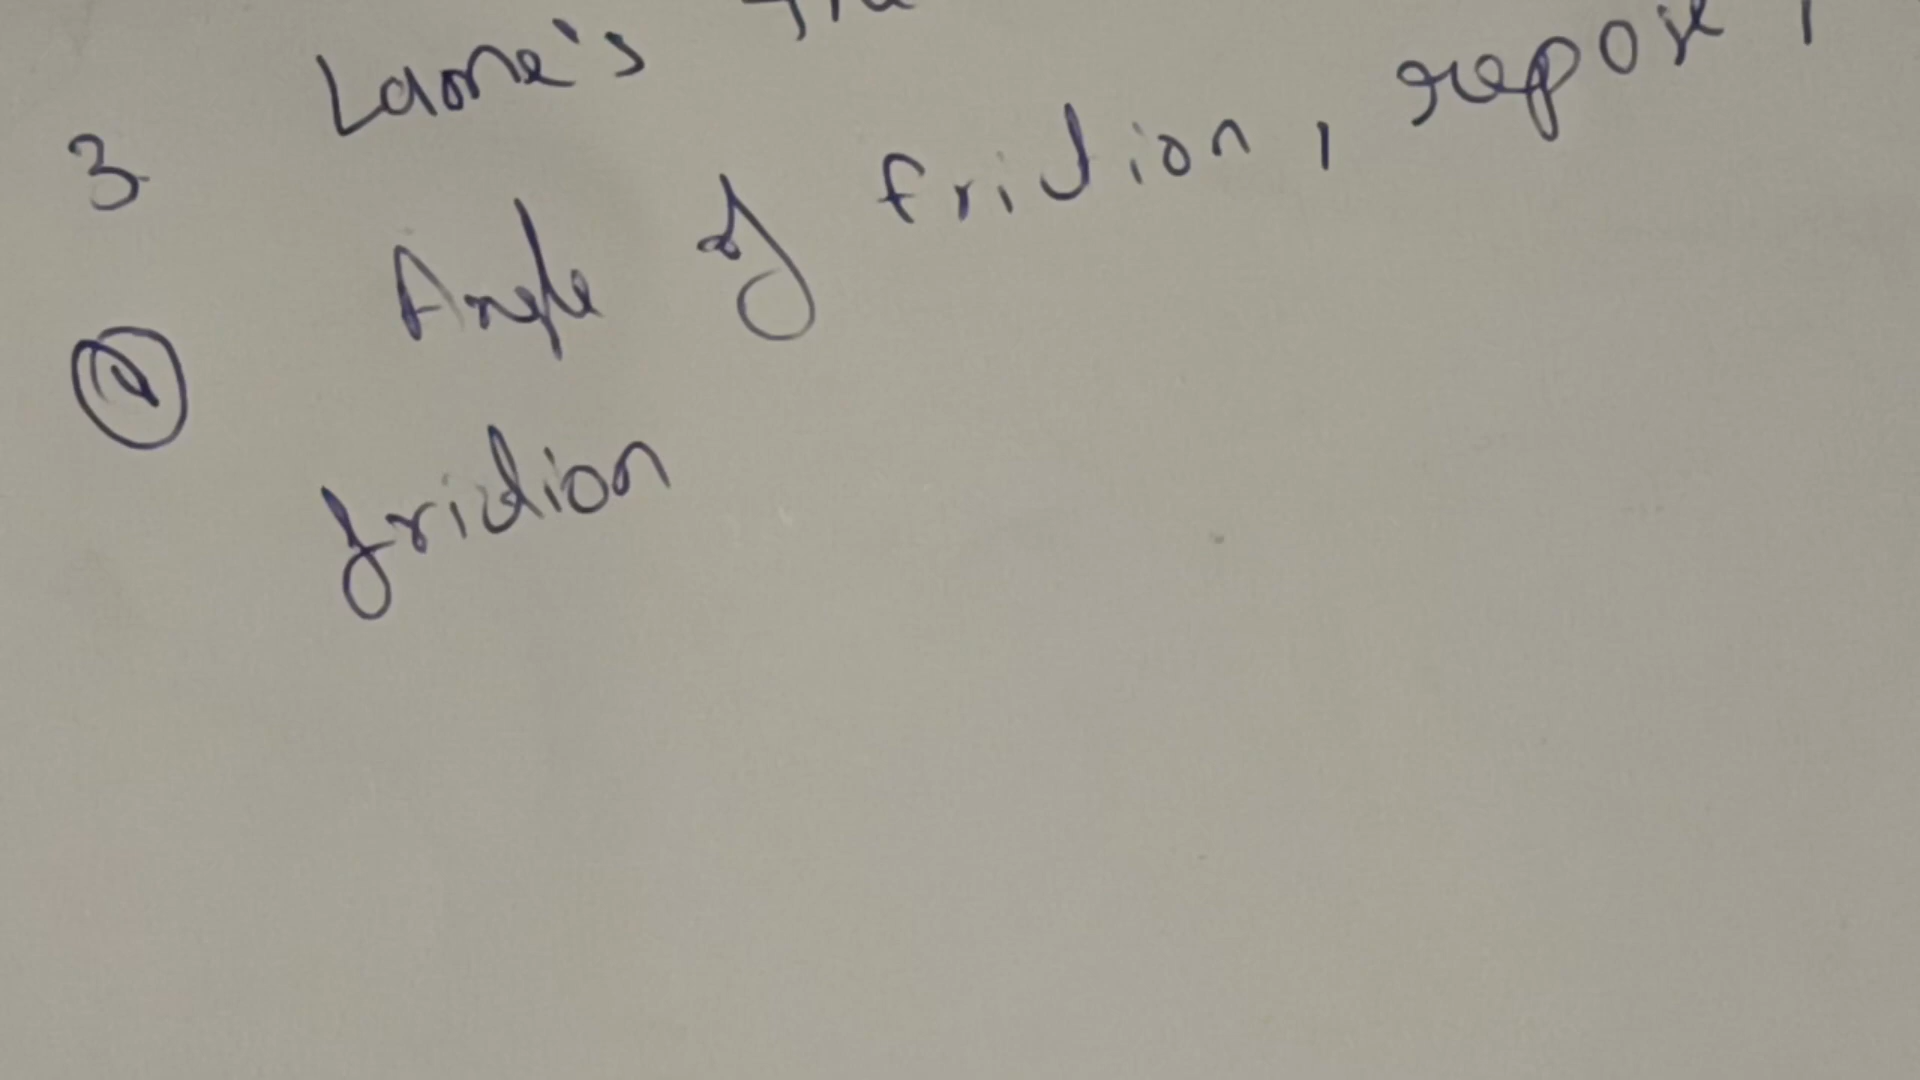 3 Lame's
Angle of friction, repose,
friction